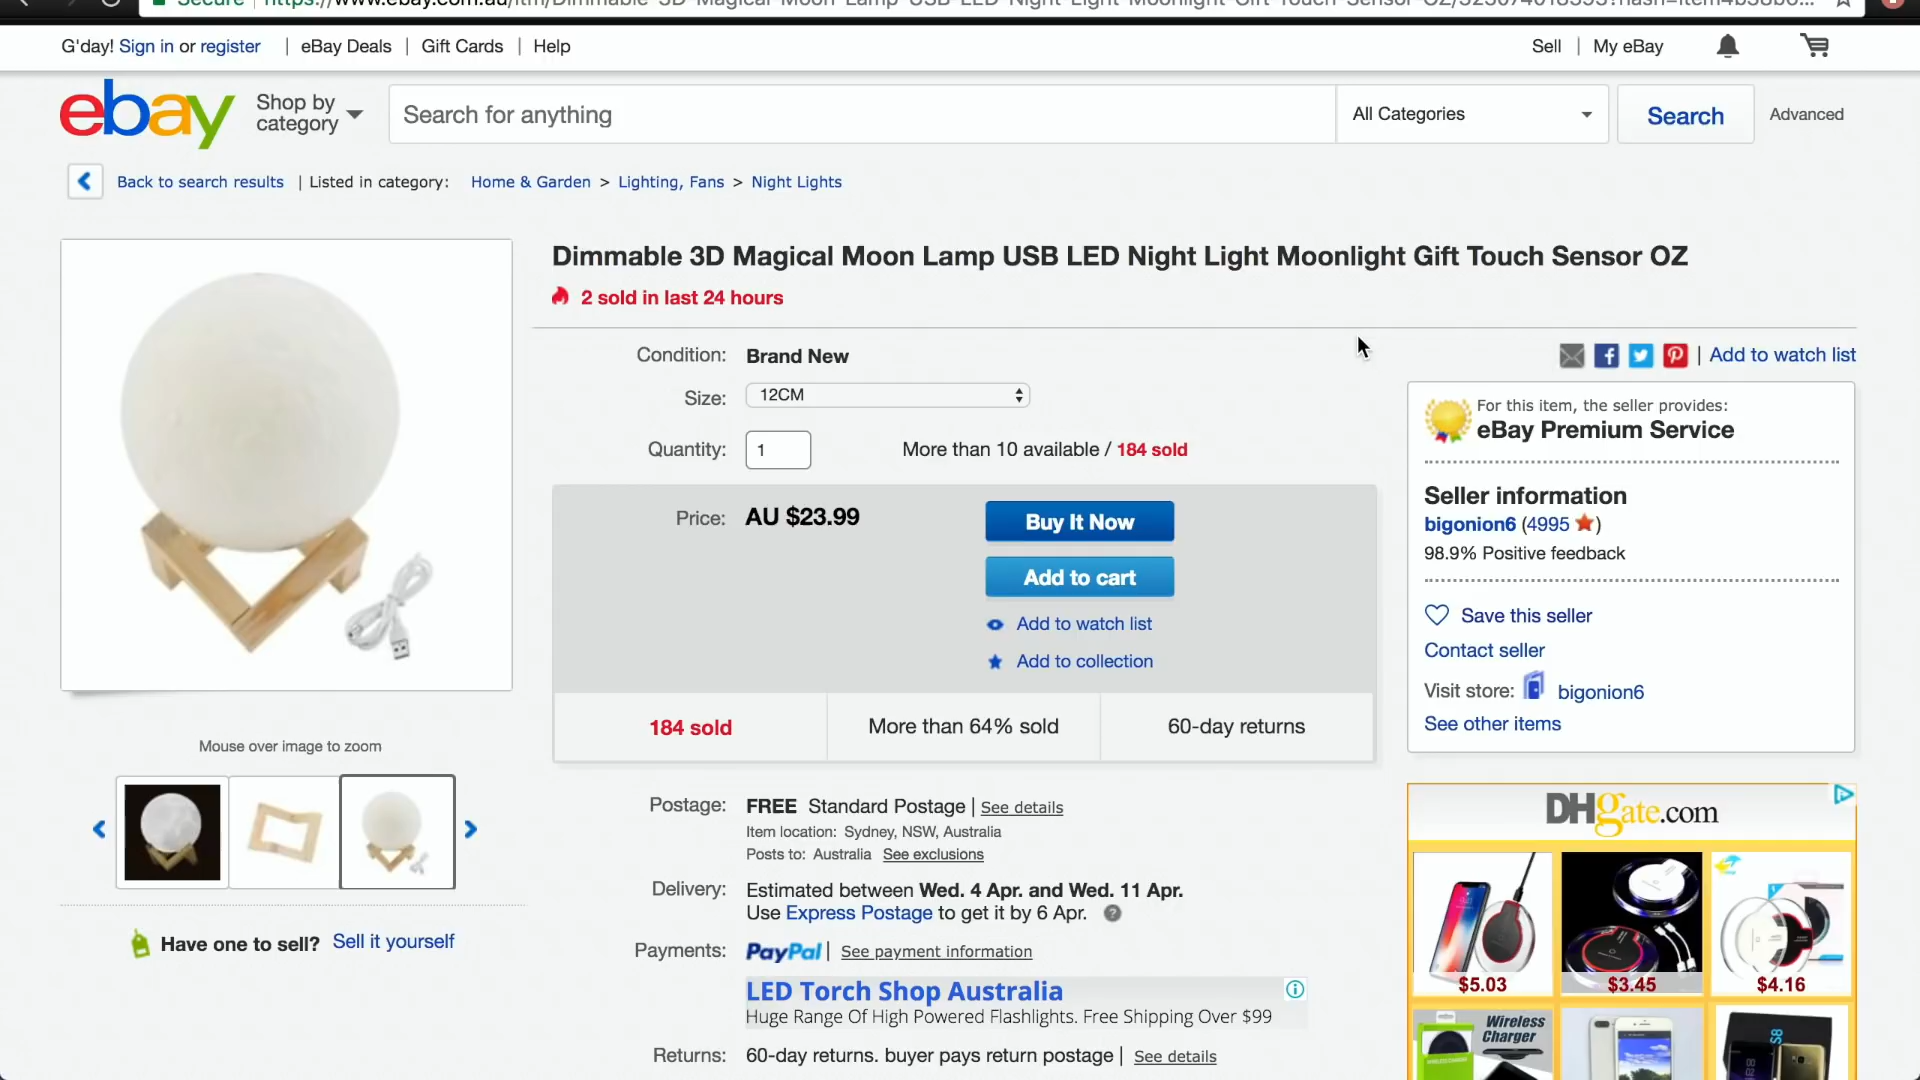 G'day! Sign in or register | eBay Deals | Gift Cards | Help
Sell | My eBay
ebay
Shop by category
Search for anything
All Categories
Search
Advanced
Back to search results | Listed in category: Home & Garden > Lighting, Fans > Night Lights
Dimmable 3D Magical Moon Lamp USB LED Night Light Moonlight Gift Touch Sensor OZ
2 sold in last 24 hours
Condition: Brand New
Size: 12CM
Quantity: 1
More than 10 available / 184 sold
Price: AU $23.99
Buy It Now
Add to cart
Add to watch list
Add to collection
184 sold
More than 64% sold
60-day returns
Mouse over image to zoom
Have one to sell? Sell it yourself
Postage: FREE Standard Postage | See details
Item location: Sydney, NSW, Australia
Posts to: Australia See exclusions
Delivery: Estimated between Wed. 4 Apr. and Wed. 11 Apr.
Use Express Postage to get it by 6 Apr. ?
Payments: PayPal | See payment information
LED Torch Shop Australia
Huge Range Of High Powered Flashlights. Free Shipping Over $99
Returns: 60-day returns. buyer pays return postage | See details
| Add to watch list
For this item, the seller provides:
eBay Premium Service
Seller information
bigonion6 (4995)
98.9% Positive feedback
Save this seller
Contact seller
Visit store: bigonion6
See other items
DHgate.com
$5.03
$3.45
$4.16
Wireless
Charger
S8